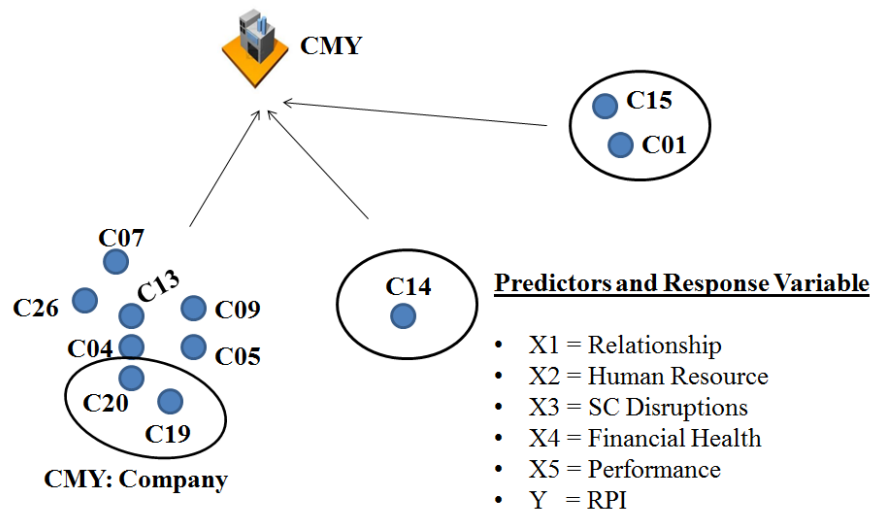 CMY
C15
C01
C07
C13
C26
C09
C04
C05
C20
C19
CMY: Company
C14
Predictors and Response Variable
• X1 = Relationship
• X2 = Human Resource
• X3 = SC Disruptions
• X4 = Financial Health
• X5 = Performance
• Y = RPI